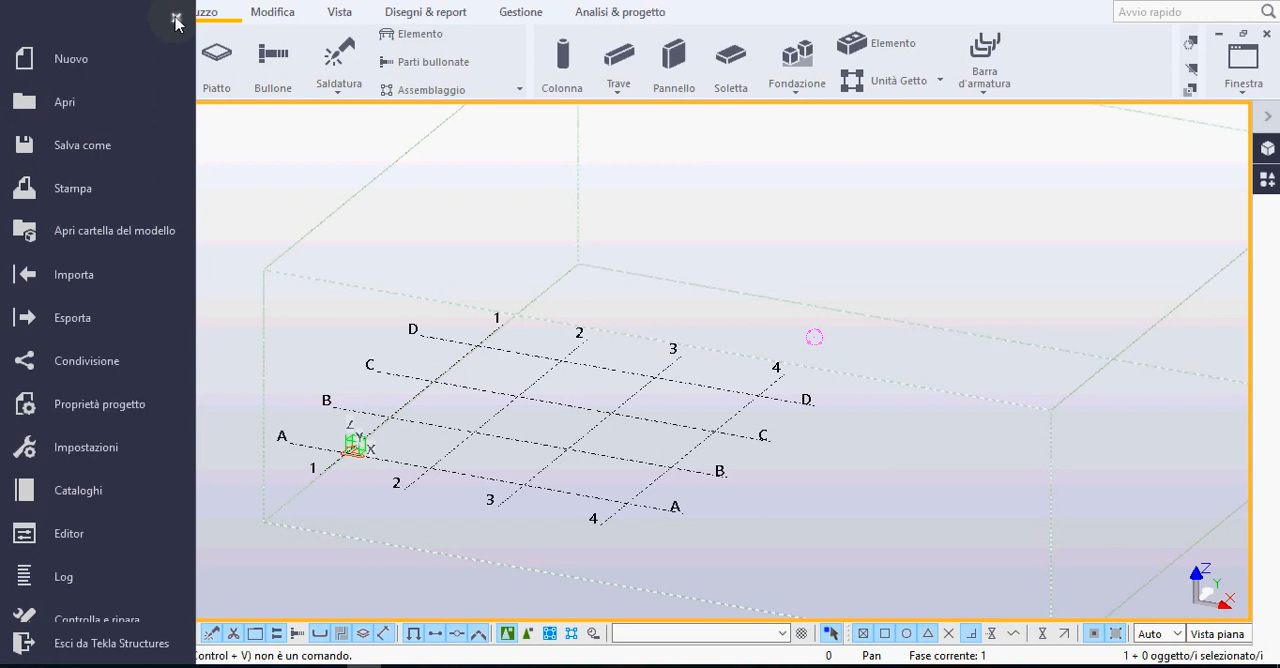 uzzo
Modifica
Vista
Disegni & report
Gestione
Analisi & progetto
Avvio rapido
Piatto
Bullone
Saldatura
Elemento
Parti bullonate
Assemblaggio
Colonna
Trave
Pannello
Soletta
Fondazione
Elemento
Unità Getto
Barra
d'armatura
Finestra
Nuovo
Apri
Salva come
Stampa
Apri cartella del modello
Importa
Esporta
Condivisione
Proprietà progetto
Impostazioni
Cataloghi
Editor
Log
Controlla e ripara
Esci da Tekla Structures
1
D
2
3
C
4
B
D
A
Z
Y
X
C
1
2
B
3
A
4
Z
Y
X
Auto
Vista piana
Control + V) non è un comando.
0
Pan
Fase corrente: 1
1 + 0 oggetto/i selezionato/i